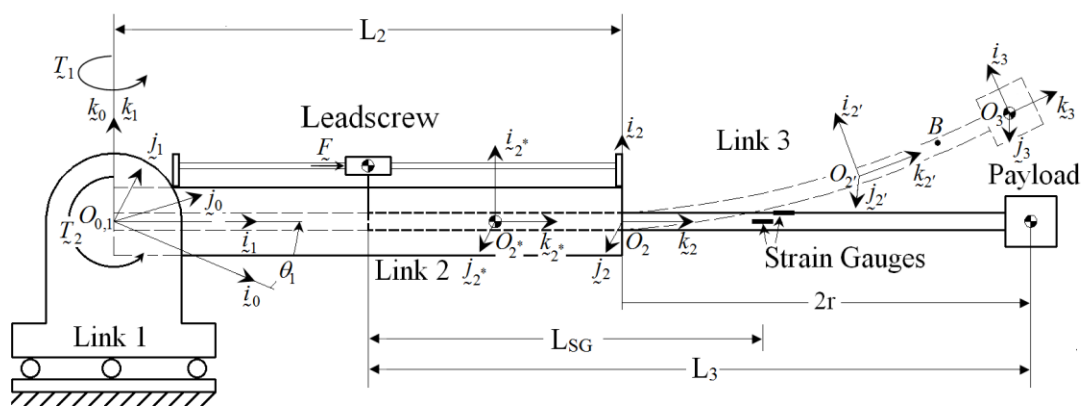 L2
T1
k0 k1
j1
Leadscrew
F
i2*
i2
Link 3
i2'
B
i3
O3
k3
j3
Payload
O2'
k2'
j2'
j0
O0,1
T2
i1
θ1
i0
O2*
k2*
j2*
O2
k2
j2
Link 2
Strain Gauges
2r
Link 1
LSG
L3